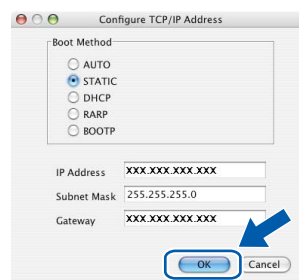 Configure TCP/IP Address
Boot Method
AUTO
STATIC
DHCP
RARP
BOOTP
IP Address XXX.XXX.XXX.XXX
Subnet Mask 255.255.255.0
Gateway XXX.XXX.XXX.XXX
OK Cancel